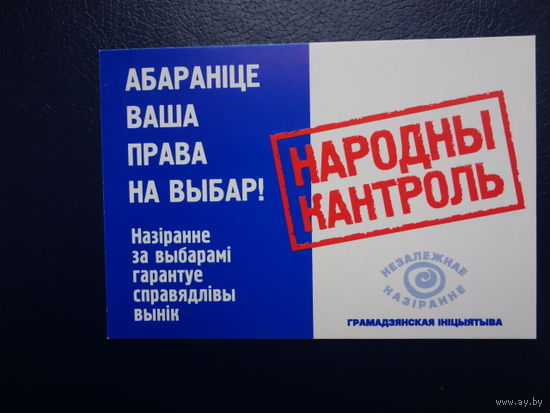 АБАРАНІЦЕ
ВАША
ПРАВА
НА ВЫБАР!
Назіранне
за выбарамі
гарантуе
справядлівы
вынік
НАРОДНЫ
КАНТРОЛЬ
НЕЗАЛЕЖНАЕ
НАЗІРАННЕ
ГРАМАДЗЯНСКАЯ ІНІЦЫЯТЫВА
www.ay.by